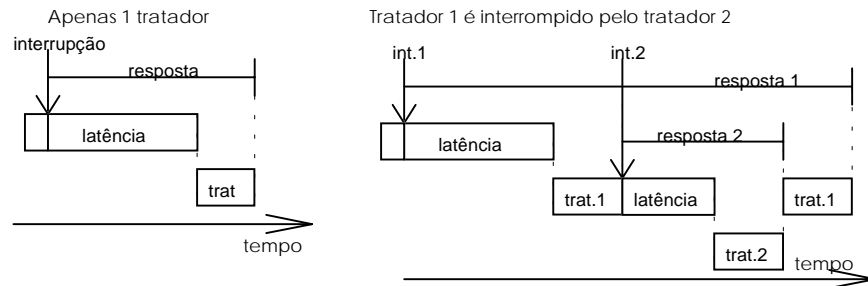 Apenas 1 tratador
interrupção
resposta
latência
trat
tempo
Tratador 1 é interrompido pelo tratador 2
int.1
int.2
resposta 1
latência
resposta 2
trat.1
latência
trat.1
trat.2
tempo